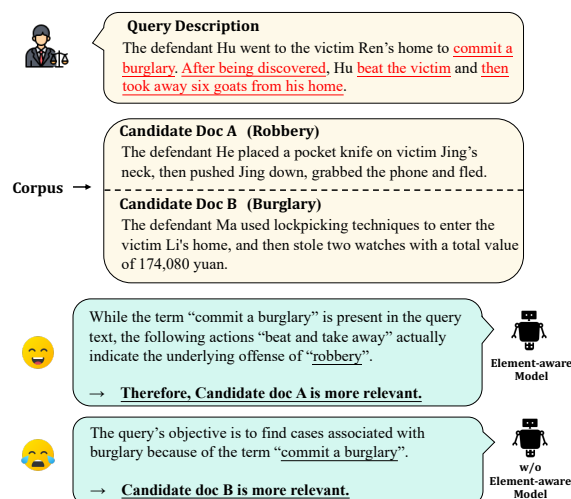 Query Description
The defendant Hu went to the victim Ren's home to commit a
burglary. After being discovered, Hu beat the victim and then
took away six goats from his home.
Corpus →
Candidate Doc A (Robbery)
The defendant He placed a pocket knife on victim Jing's
neck, then pushed Jing down, grabbed the phone and fled.
Candidate Doc B (Burglary)
The defendant Ma used lockpicking techniques to enter the
victim Li's home, and then stole two watches with a total value
of 174,080 yuan.
While the term “commit a burglary” is present in the query
text, the following actions “beat and take away” actually
indicate the underlying offense of “robbery”.
→ Therefore, Candidate doc A is more relevant.
Element-aware
Model
The query's objective is to find cases associated with
burglary because of the term “commit a burglary”.
→ Candidate doc B is more relevant.
w/o
Element-aware
Model